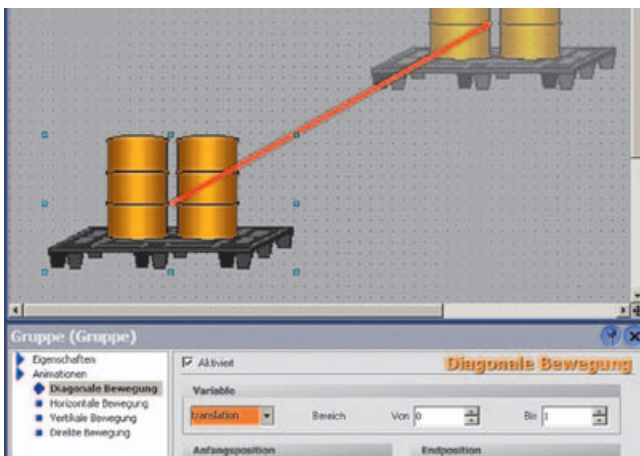 Gruppe (Gruppe)
Eigenschaften
Animationen
Diagonale Bewegung
Horizontale Bewegung
Vertikale Bewegung
Direkte Bewegung
Aktiviert
Diagonale Bewegung
Variable
translation
Bereich
Von 0
Bis 1
Anfangsposition
Endposition